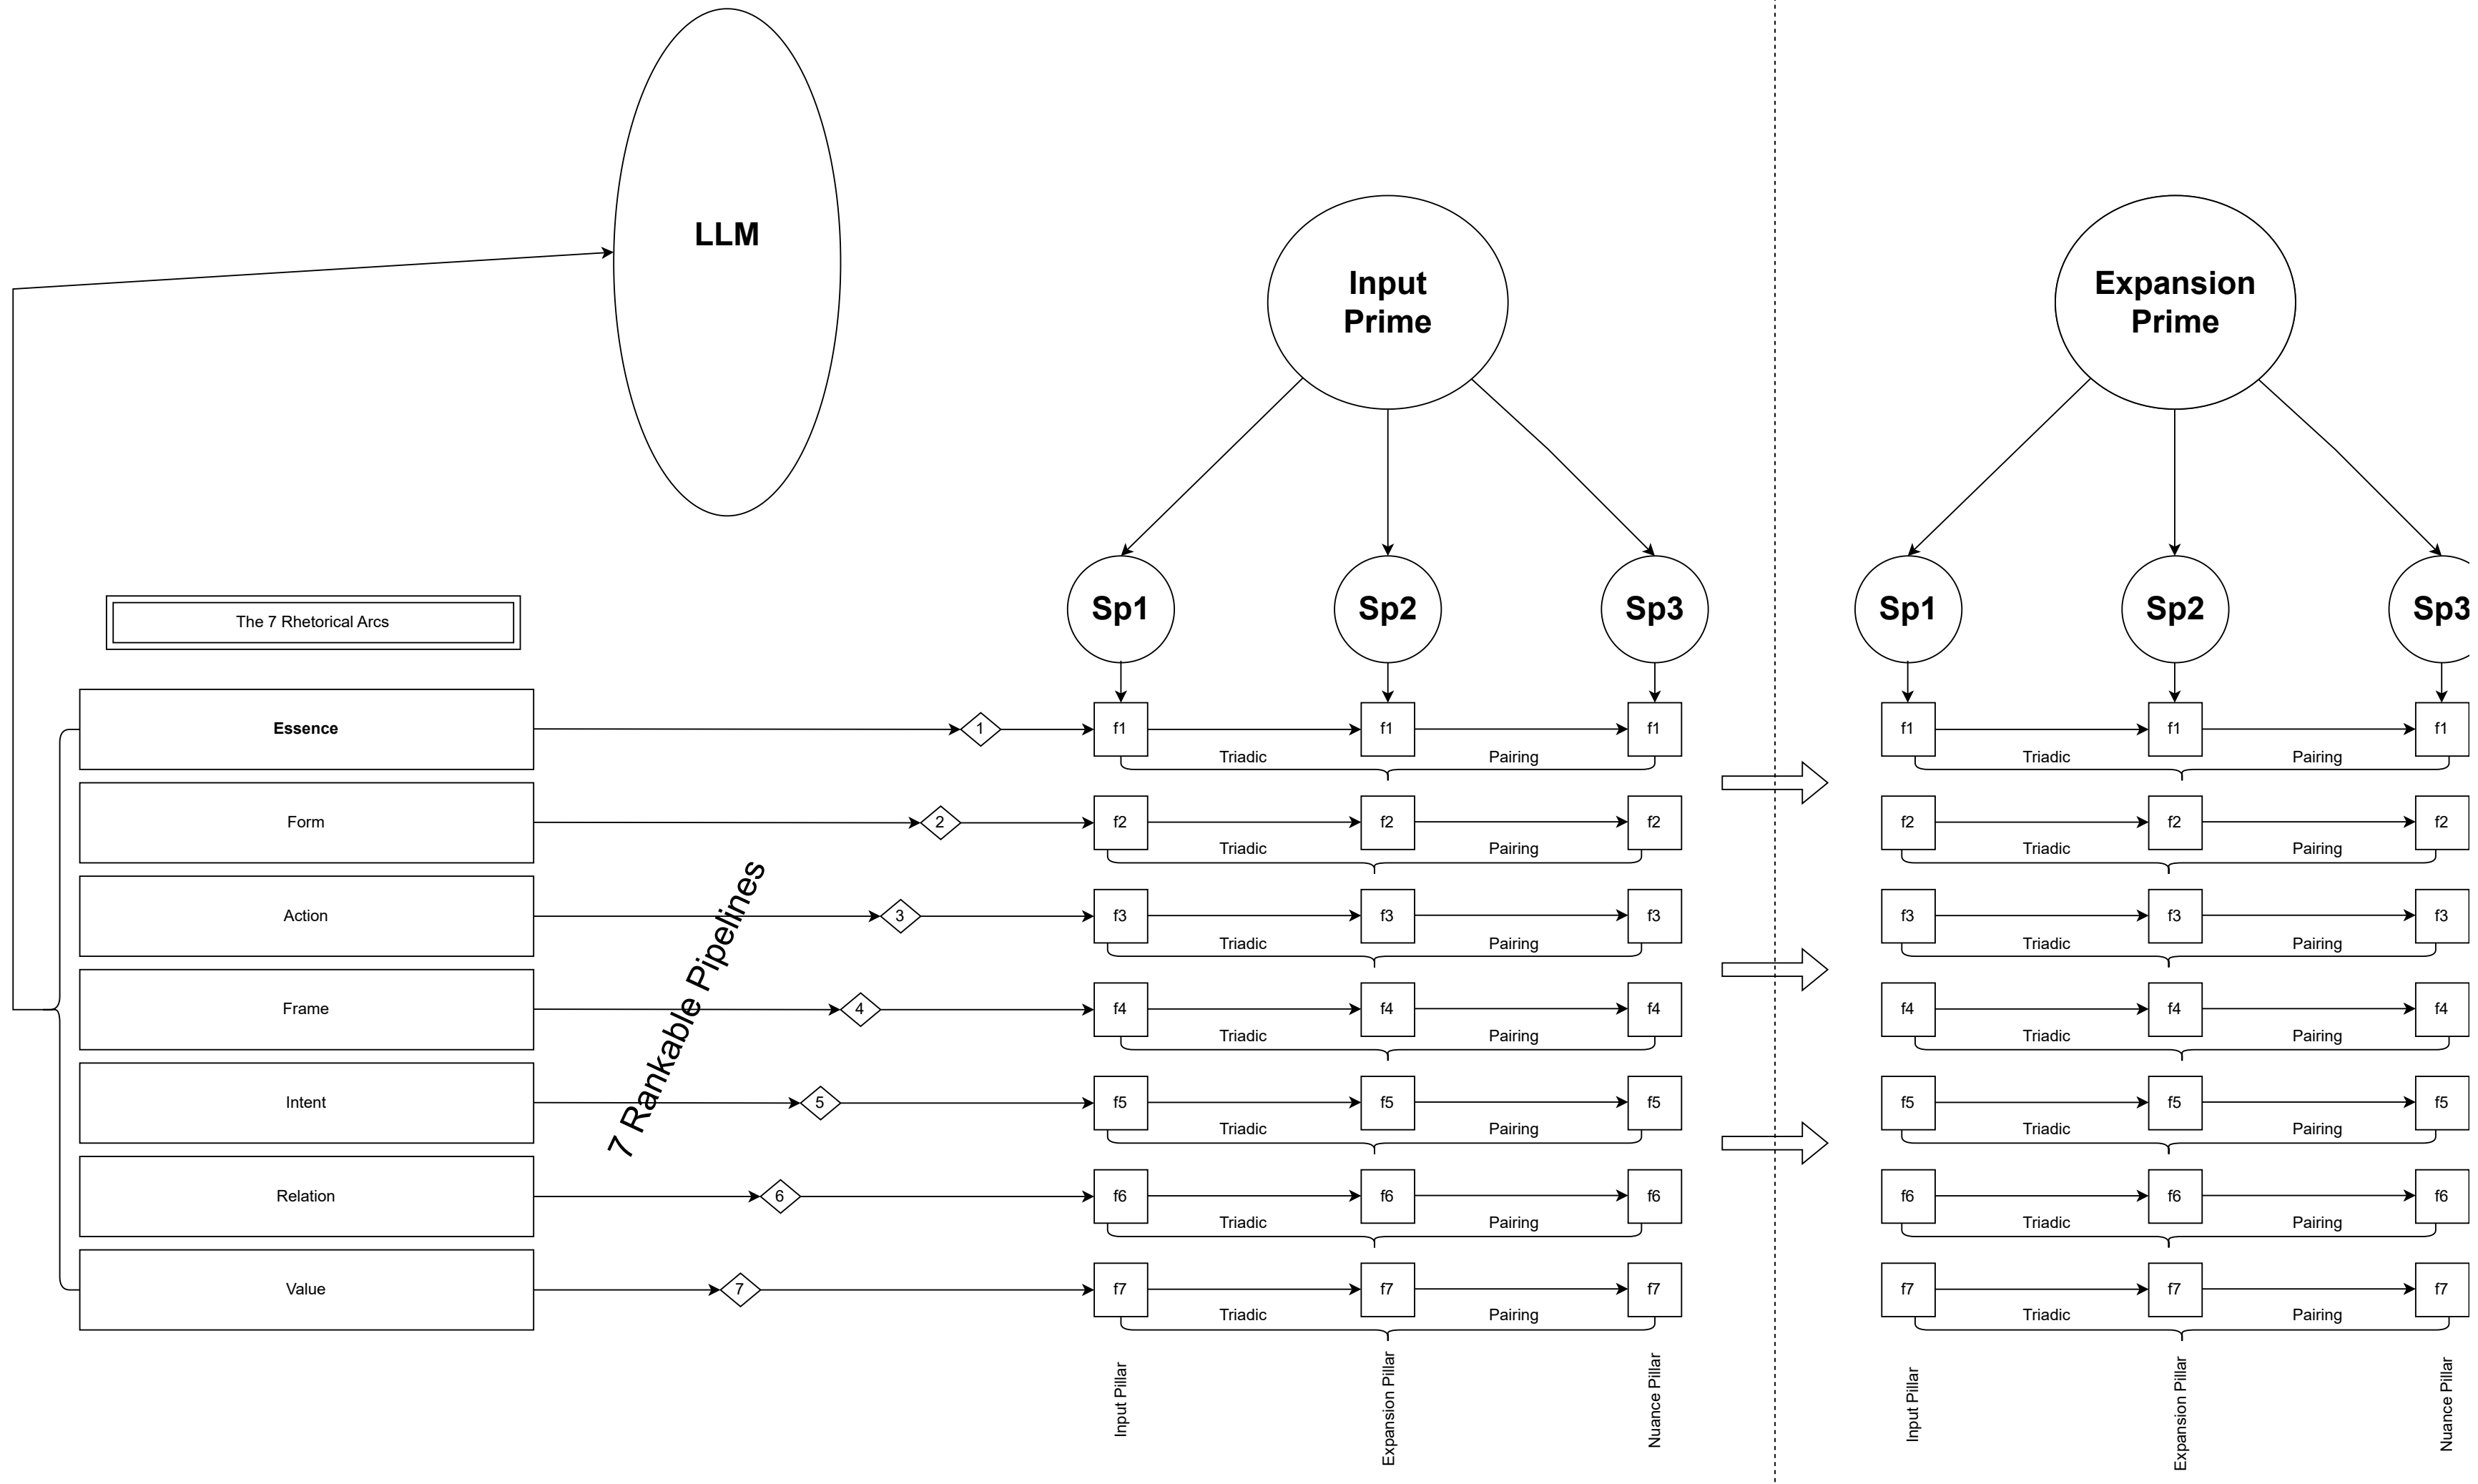 LLM
Input
Prime
Expansion
Prime
Sp1
Sp2
Sp3
Sp1
Sp2
Sp3
The 7 Rhetorical Arcs
Essence
1
f1
f1
f1
f1
f1
f1
Triadic
Pairing
Triadic
Pairing
Form
2
f2
f2
f2
f2
f2
f2
Triadic
Pairing
Triadic
Pairing
7 Rankable Pipelines
Action
3
f3
f3
f3
f3
f3
f3
Triadic
Pairing
Triadic
Pairing
Frame
4
f4
f4
f4
f4
f4
f4
Triadic
Pairing
Triadic
Pairing
Intent
5
f5
f5
f5
f5
f5
f5
Triadic
Pairing
Triadic
Pairing
Relation
6
f6
f6
f6
f6
f6
f6
Triadic
Pairing
Triadic
Pairing
Value
7
f7
f7
f7
f7
f7
f7
Triadic
Pairing
Triadic
Pairing
Input Pillar
Expansion Pillar
Nuance Pillar
Input Pillar
Expansion Pillar
Nuance Pillar